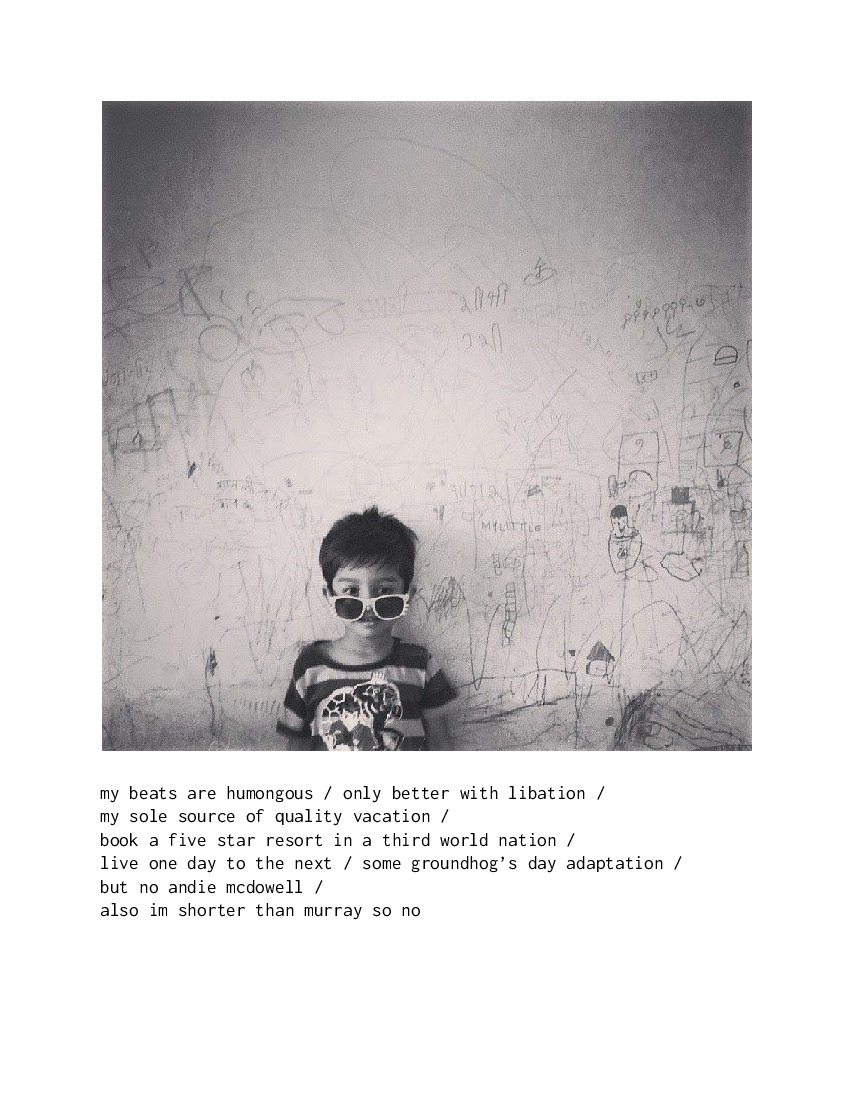 MY LITTLE
my beats are humongous / only better with libation /
my sole source of quality vacation /
book a five star resort in a third world nation /
live one day to the next / some groundhog’s day adaptation /
but no andie mcdowell /
also im shorter than murray so no